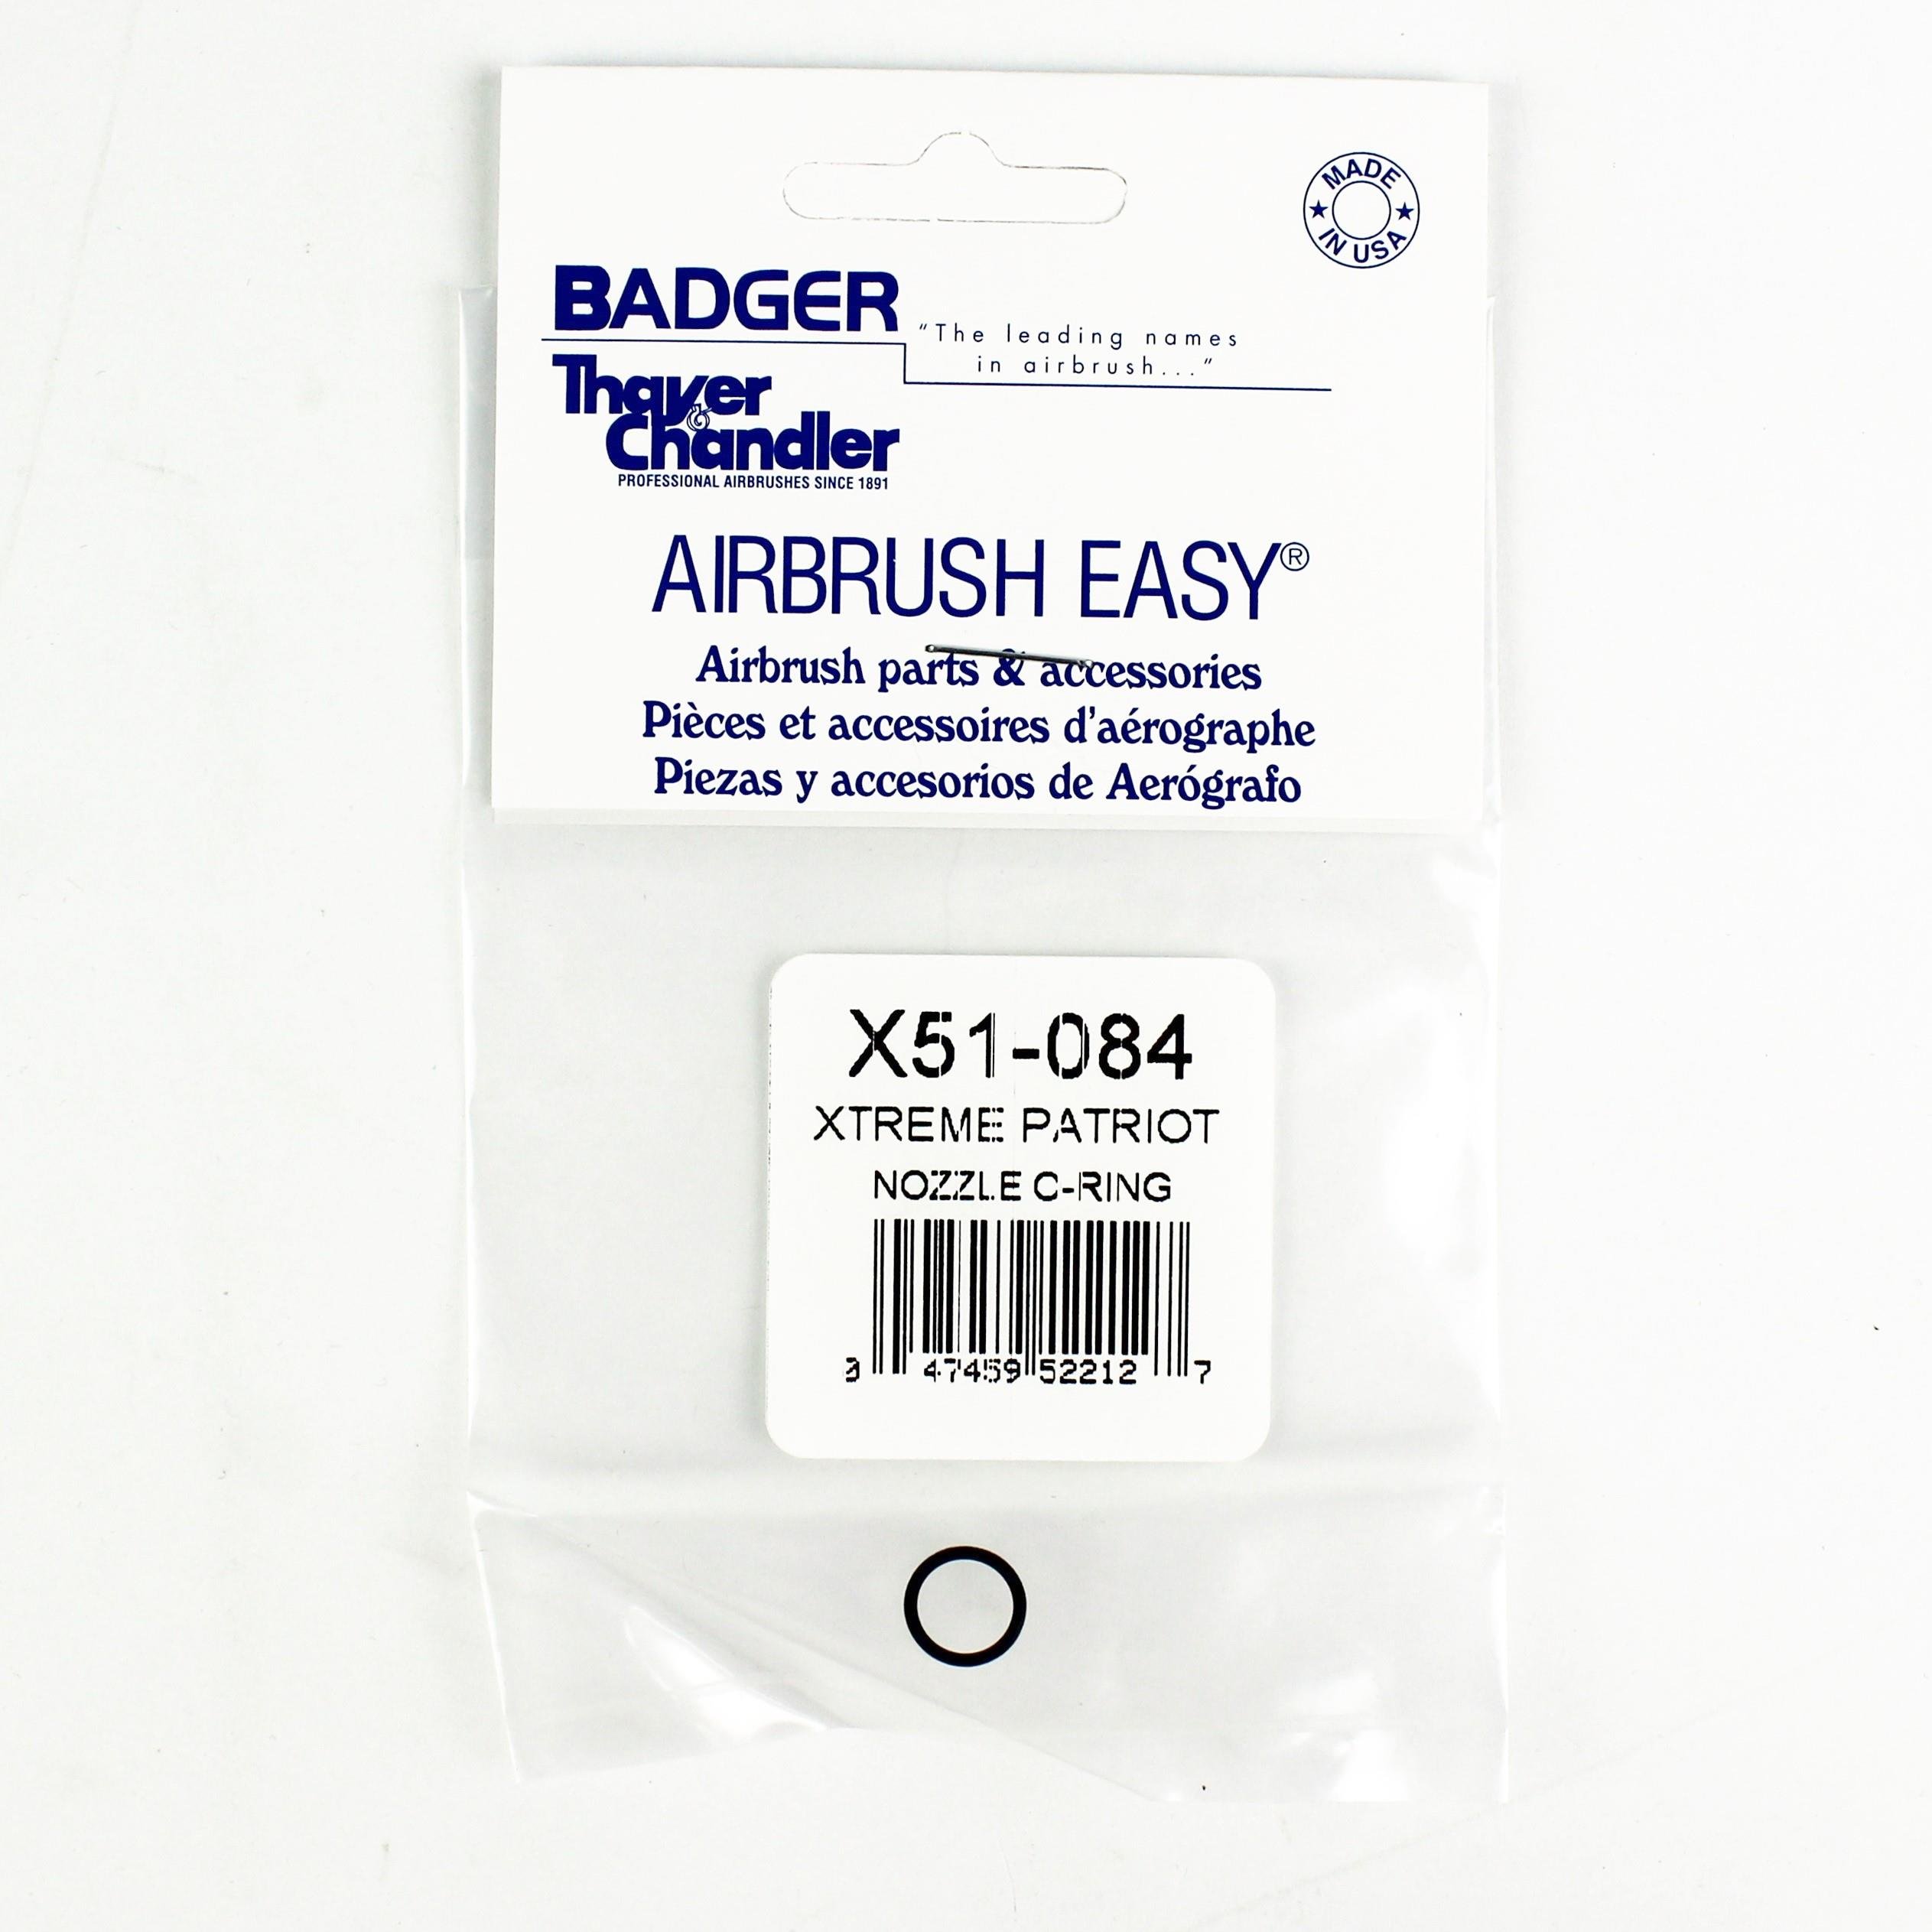 MADE IN USA
BADGER
"The leading names
in airbrush..."
Thayer
&
Chandler
PROFESSIONAL AIRBRUSHES SINCE 1891
AIRBRUSH EASY®
Airbrush parts & accessories
Pièces et accessoires d'aérographe
Piezas y accesorios de Aerógrafo
X51-084
XTREME PATRIOT
NOZZLE O-RING
0 47459 52212 7